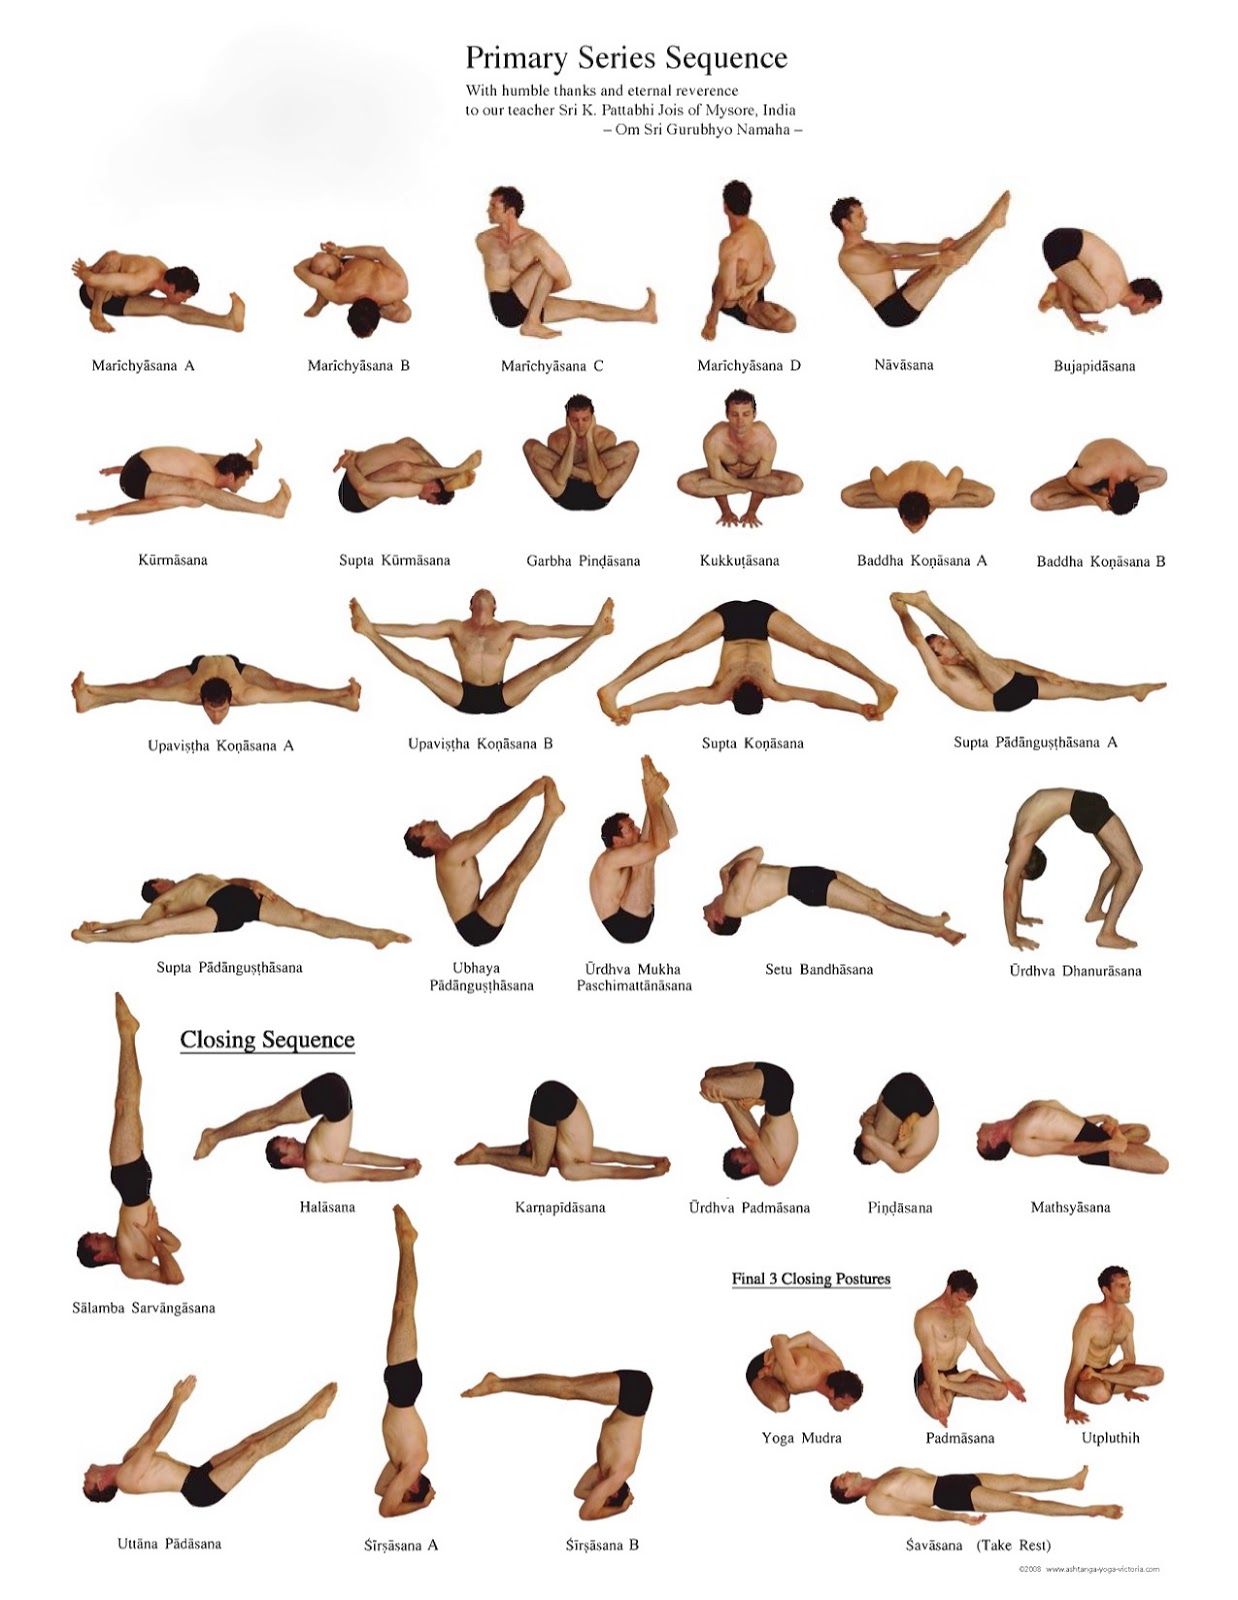 Primary Series Sequence
With humble thanks and eternal reverence
to our teacher Sri K. Pattabhi Jois of Mysore, India
– Om Sri Gurubhyo Namaha –
Marīchyāsana A
Marīchyāsana B
Marīchyāsana C
Marīchyāsana D
Nāvāsana
Bujapidāsana
Kūrmāsana
Supta Kūrmāsana
Garbha Piṇḍāsana
Kukkuṭāsana
Baddha Koṇāsana A
Baddha Koṇāsana B
Upaviṣṭha Koṇāsana A
Upaviṣṭha Koṇāsana B
Supta Koṇāsana
Supta Pādānguṣṭhāsana A
Supta Pādānguṣṭhāsana
Ubhaya
Pādānguṣṭhāsana
Ūrdhva Mukha
Paschimattānāsana
Setu Bandhāsana
Ūrdhva Dhanurāsana
Closing Sequence
Sālamba Sarvāngāsana
Halāsana
Karṇapīdāsana
Ūrdhva Padmāsana
Piṇḍāsana
Mathsyāsana
Uttāna Pādāsana
Śīrṣāsana A
Śīrṣāsana B
Final 3 Closing Postures
Yoga Mudra
Padmāsana
Utpluthih
Śavāsana (Take Rest)
©2008 www.ashtanga-yoga-victoria.com